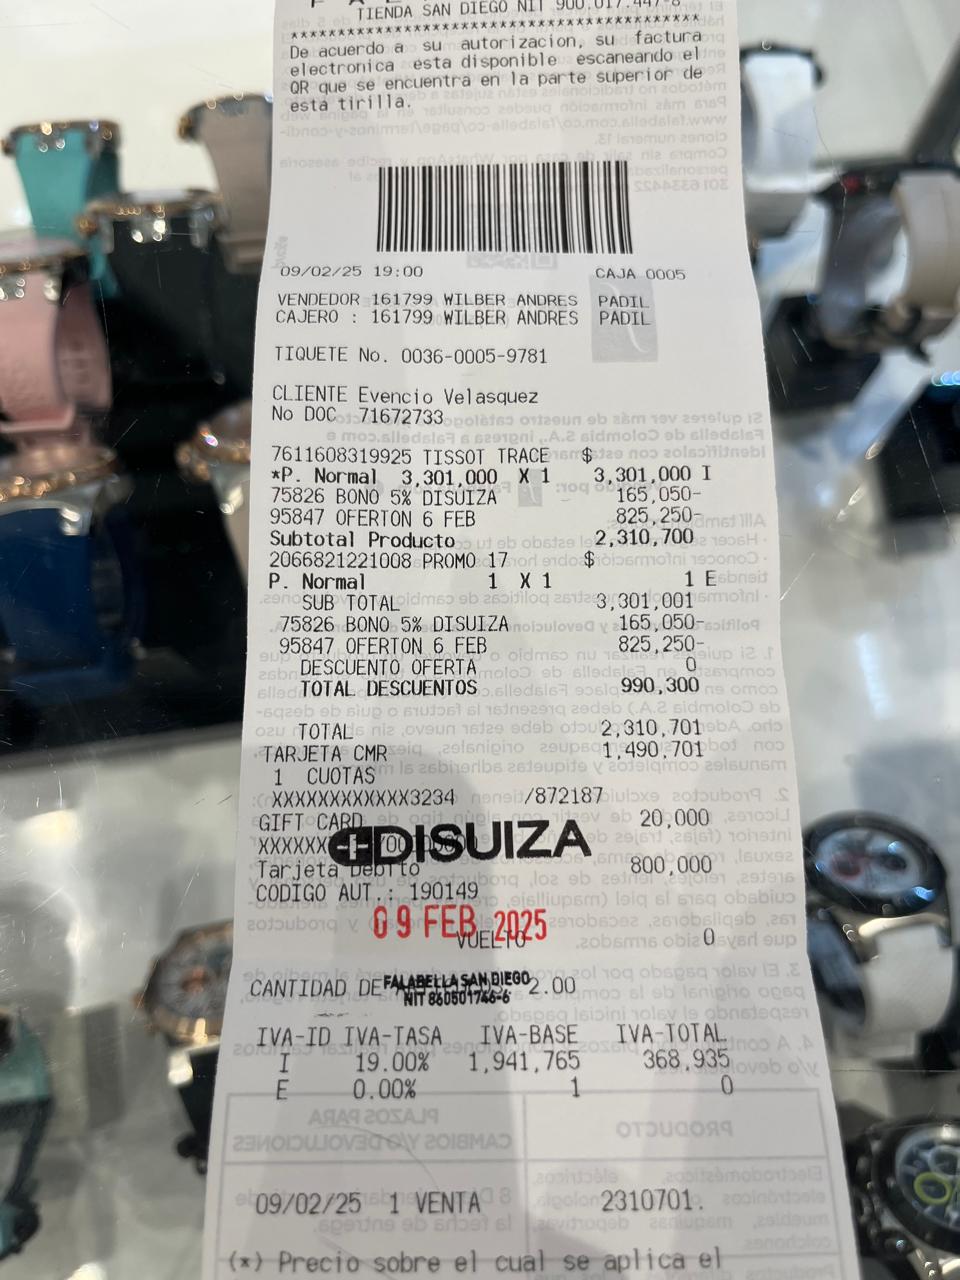 TIENDA SAN DIEGO NIT 900.017.447-8
****************************************
De acuerdo a su autorizacion, su factura
electronica esta disponible escaneando el
QR que se encuentra en la parte superior de
esta tirilla.
09/02/25 19:00 CAJA 0005
VENDEDOR 161799 WILBER ANDRES PADIL
CAJERO : 161799 WILBER ANDRES PADIL
TIQUETE No. 0036-0005-9781
CLIENTE Evencio Velasquez
No DOC 71672733
7611608319925 TISSOT TRACE $
*P. Normal 3,301,000 X 1 3,301,000 I
75826 BONO 5% DISUIZA 165,050-
95847 OFERTON 6 FEB 825,250-
Subtotal Producto 2,310,700
2066821221008 PROMO 17 $
P. Normal 1 X 1 1 E
SUB TOTAL 3,301,001
75826 BONO 5% DISUIZA 165,050-
95847 OFERTON 6 FEB 825,250-
DESCUENTO OFERTA 0
TOTAL DESCUENTOS 990,300
TOTAL 2,310,701
TARJETA CMR 1,490,701
1 CUOTAS
XXXXXXXXXXXX3234 /872187
GIFT CARD 20,000
XXXXXX
DISUIZA
Tarjeta Debito 800,000
CODIGO AUT.: 190149
09 FEB 2025
VUELTO 0
CANTIDAD DE 2.00
FALABELLA SAN DIEGO
NIT 860501746-6
IVA-ID IVA-TASA IVA-BASE IVA-TOTAL
I 19.00% 1,941,765 368,935
E 0.00% 1 0
09/02/25 1 VENTA 2310701.
(*) Precio sobre el cual se aplica el